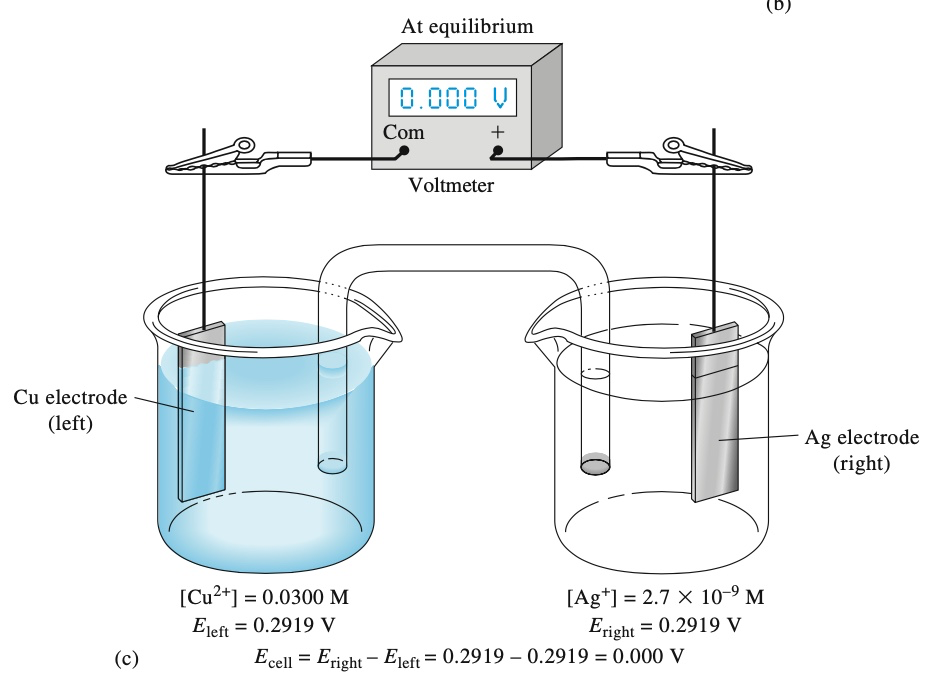 (b)
At equilibrium
0.000 V
Com +
Voltmeter
Cu electrode
(left)
Ag electrode
(right)
[Cu²⁺] = 0.0300 M
E_left = 0.2919 V
[Ag⁺] = 2.7 × 10⁻⁹ M
E_right = 0.2919 V
(c) E_cell = E_right – E_left = 0.2919 – 0.2919 = 0.000 V